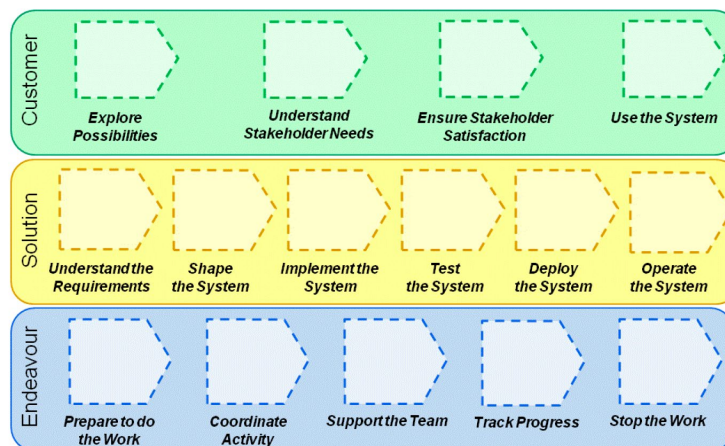 Customer
Explore
Possibilities
Understand
Stakeholder Needs
Ensure Stakeholder
Satisfaction
Use the System
Solution
Understand the
Requirements
Shape
the System
Implement the
System
Test
the System
Deploy
the System
Operate
the System
Endeavour
Prepare to do
the Work
Coordinate
Activity
Support the Team
Track Progress
Stop the Work